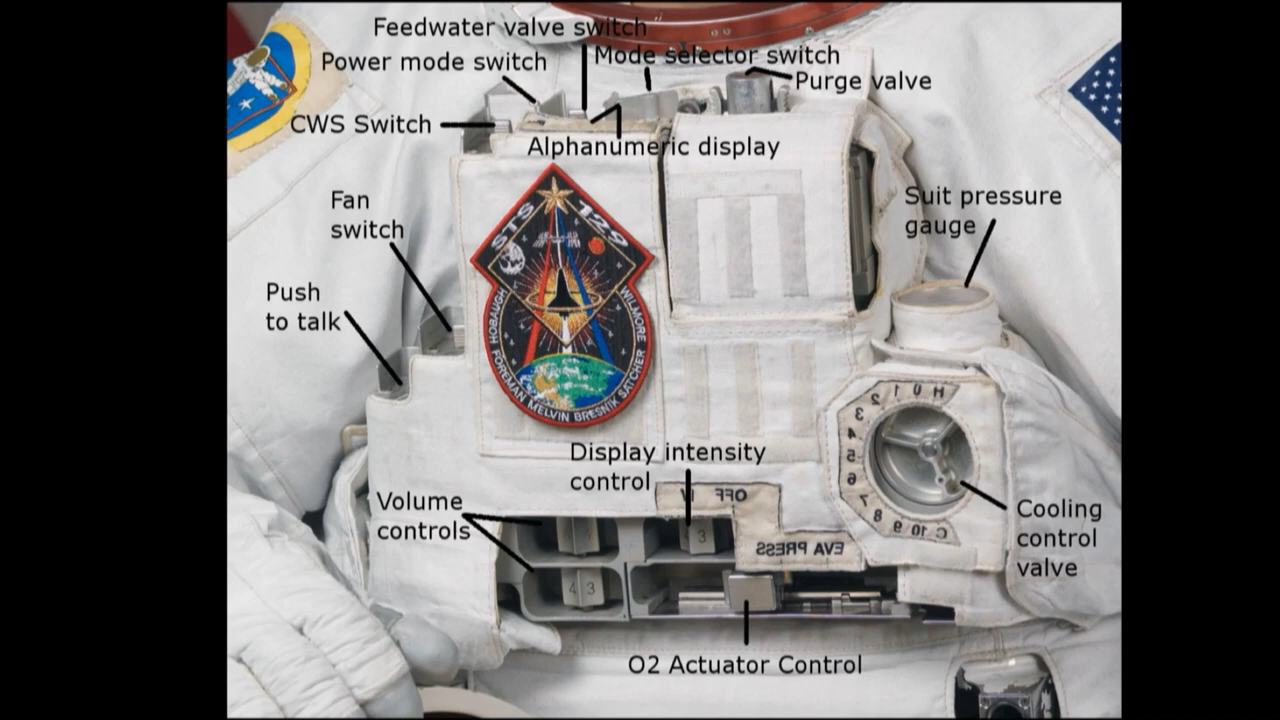 Feedwater valve switch
Mode selector switch
Power mode switch
Purge valve
CWS Switch
Alphanumeric display
Fan
switch
Suit pressure
gauge
Push
to talk
STS 129
HOBAUGH
WILMORE
FOREMAN MELVIN BRESNIK SATCHER
H 0 1 2
3
4
5
6
7
8
9 10 C
Display intensity
control
Volume
controls
IV OFF
3
EVA PRESS
4 3
Cooling
control
valve
O2 Actuator Control